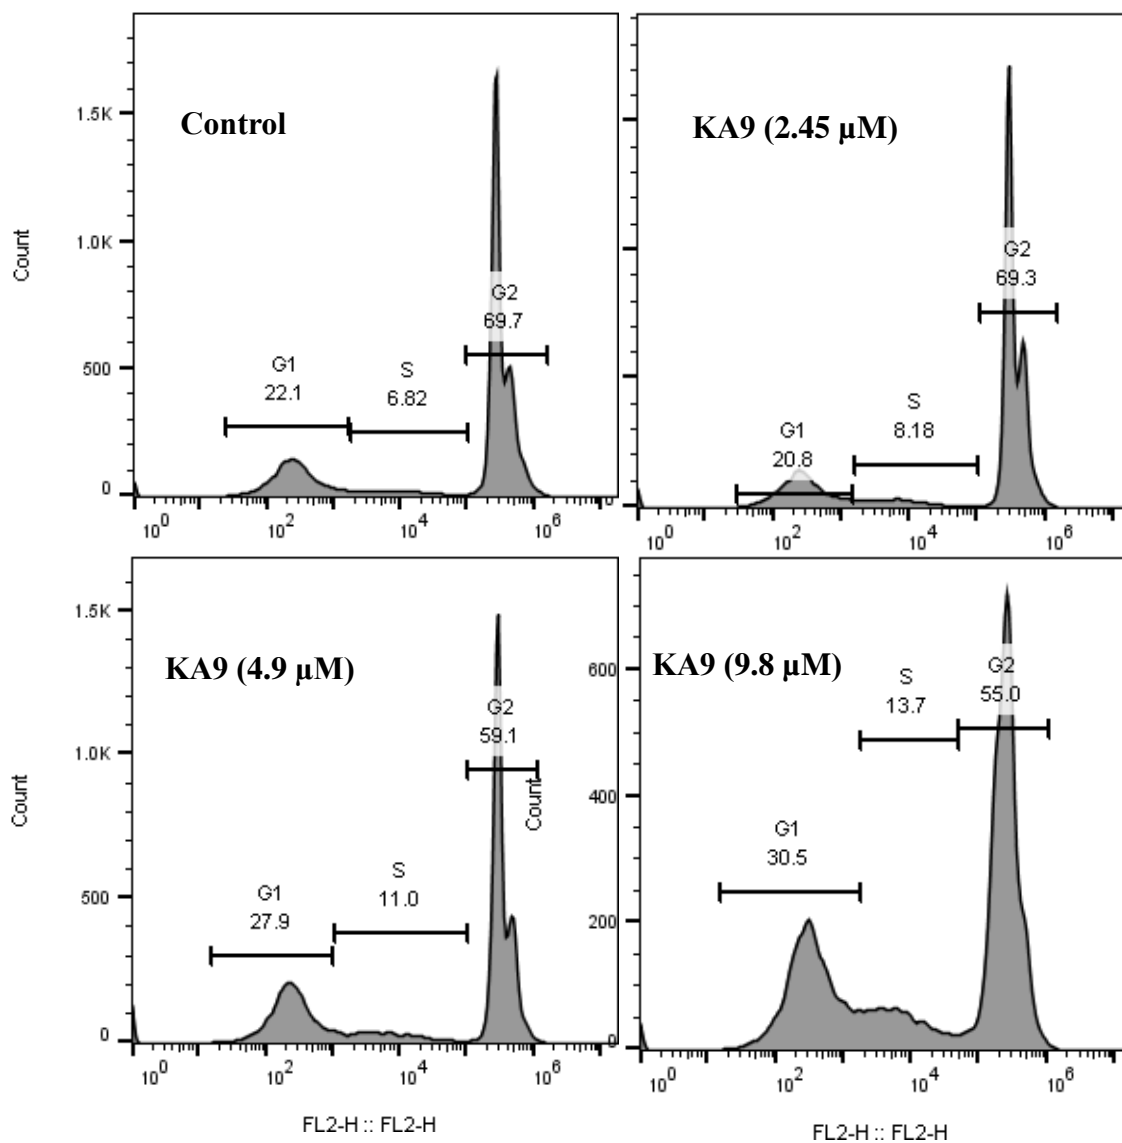 Control
Count
1.5K
1.0K
500
0
G1
22.1
S
6.82
G2
69.7
10^0
10^2
10^4
10^6
0
KA9 (2.45 µM)
G1
20.8
S
8.18
G2
69.3
10^0
10^2
10^4
10^6
KA9 (4.9 µM)
Count
1.5K
1.0K
500
0
G1
27.9
S
11.0
G2
59.1
10^0
10^2
10^4
10^6
FL2-H :: FL2-H
KA9 (9.8 µM)
Count
600
400
200
0
G1
30.5
S
13.7
G2
55.0
10^0
10^2
10^4
10^6
FL2-H :: FL2-H